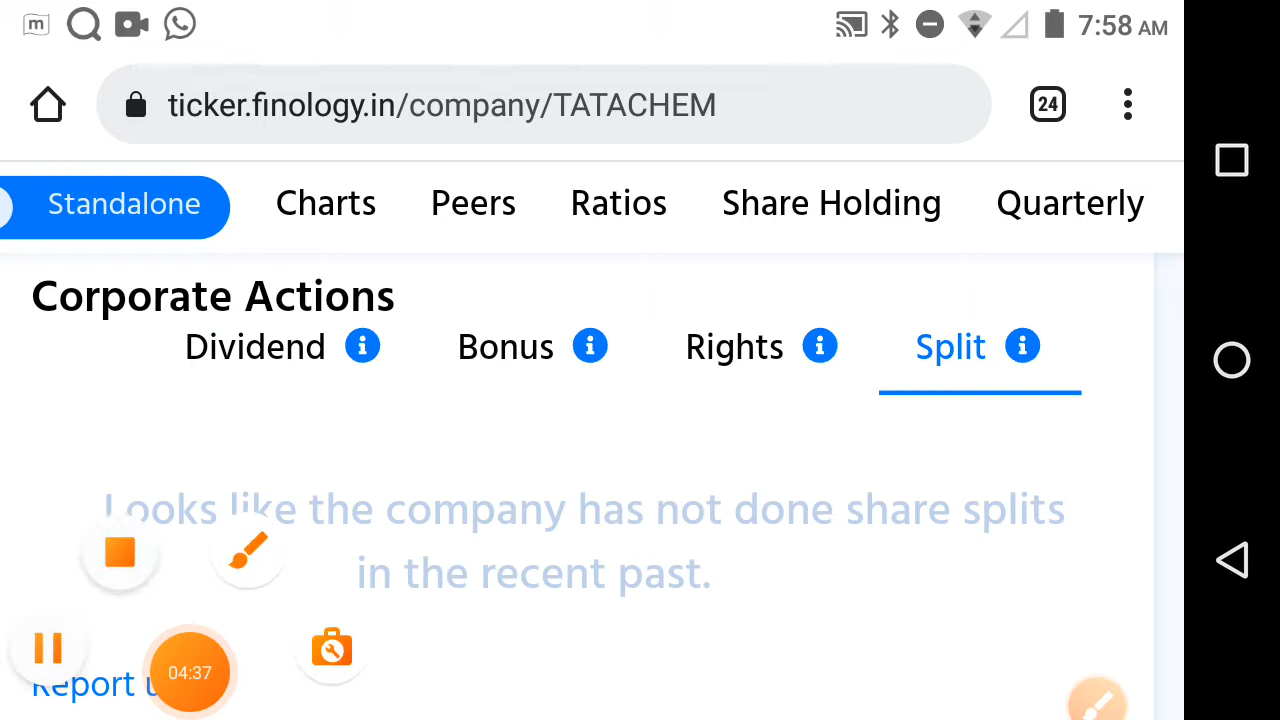 m
7:58 AM
ticker.finology.in/company/TATACHEM
24
Standalone Charts Peers Ratios Share Holding Quarterly
Corporate Actions
Dividend i Bonus i Rights i Split i
Looks like the company has not done share splits
in the recent past.
04:37
Report